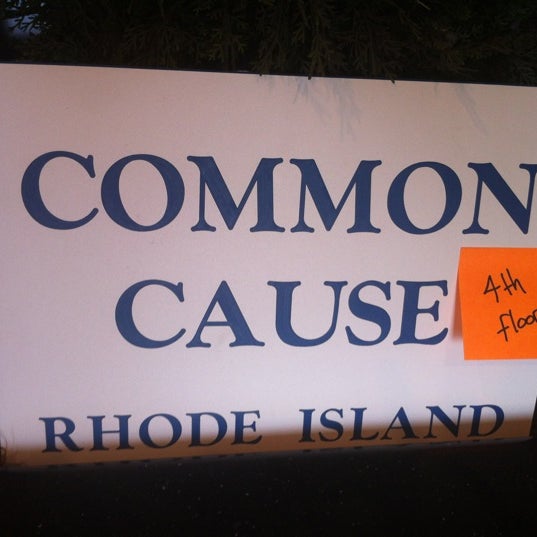 COMMON
CAUSE
4th
floor
RHODE ISLAND